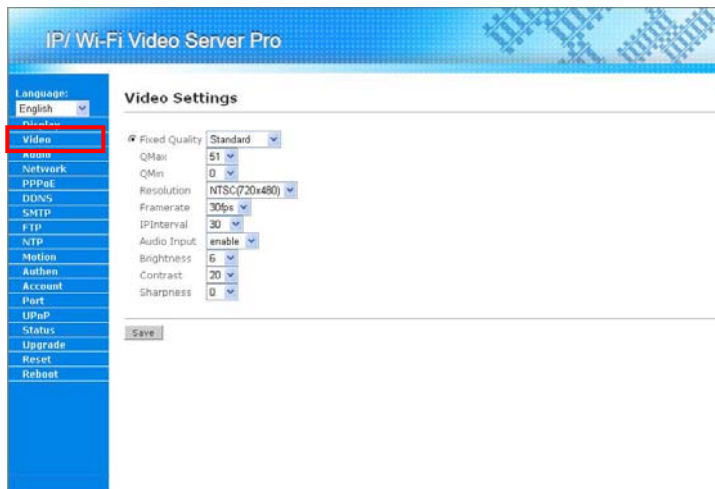 IP/ Wi-Fi Video Server Pro
Language:
English
Display
Video
Audio
Network
PPPoE
DDNS
SMTP
FTP
NTP
Motion
Authen
Account
Port
UPnP
Status
Upgrade
Reset
Reboot
Video Settings
Fixed Quality Standard
QMax 51
QMin 0
Resolution NTSC(720x480)
Framerate 30fps
IPInterval 30
Audio Input enable
Brightness 6
Contrast 20
Sharpness 0
Save